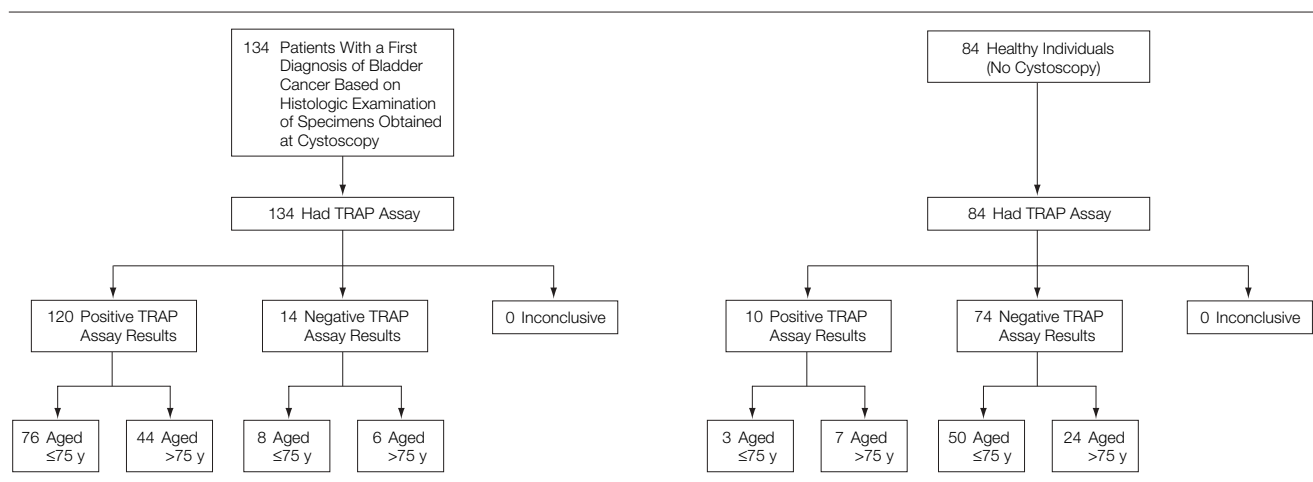 134 Patients With a First
Diagnosis of Bladder
Cancer Based on
Histologic Examination
of Specimens Obtained
at Cystoscopy
134 Had TRAP Assay
120 Positive TRAP
Assay Results
14 Negative TRAP
Assay Results
0 Inconclusive
76 Aged
≤75 y
44 Aged
>75 y
8 Aged
≤75 y
6 Aged
>75 y
84 Healthy Individuals
(No Cystoscopy)
84 Had TRAP Assay
10 Positive TRAP
Assay Results
74 Negative TRAP
Assay Results
0 Inconclusive
3 Aged
≤75 y
7 Aged
>75 y
50 Aged
≤75 y
24 Aged
>75 y